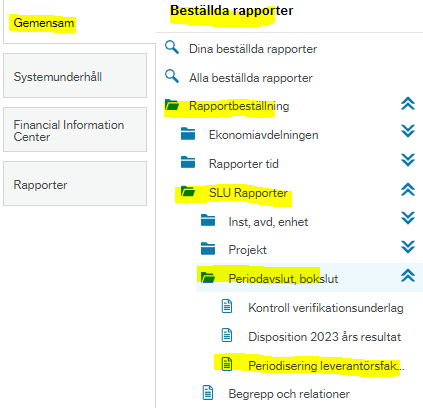 Gemensam
Systemunderhåll
Financial Information
Center
Rapporter
Beställda rapporter
Dina beställda rapporter
Alla beställda rapporter
Rapportbeställning
Ekonomiavdelningen
Rapporter tid
SLU Rapporter
Inst, avd, enhet
Projekt
Periodavslut, bokslut
Kontroll verifikationsunderlag
Disposition 2023 års resultat
Periodisering leverantörsfak...
Begrepp och relationer